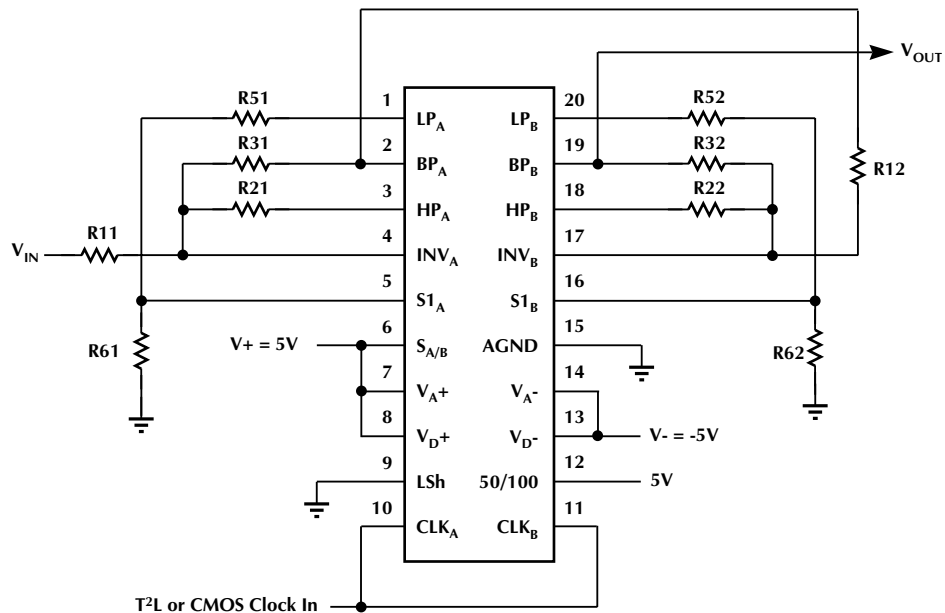 V_OUT
R51 1 LP_A LP_B 20 R52
R31 2 BP_A BP_B 19 R32 R12
R21 3 HP_A HP_B 18 R22
V_IN R11 4 INV_A INV_B 17
5 S1_A S1_B 16
R61 V+ = 5V 6 S_A/B AGND 15 R62
7 V_A+ V_A- 14
8 V_D+ V_D- 13 V- = -5V
9 LSh 50/100 12 5V
10 CLK_A CLK_B 11
T²L or CMOS Clock In